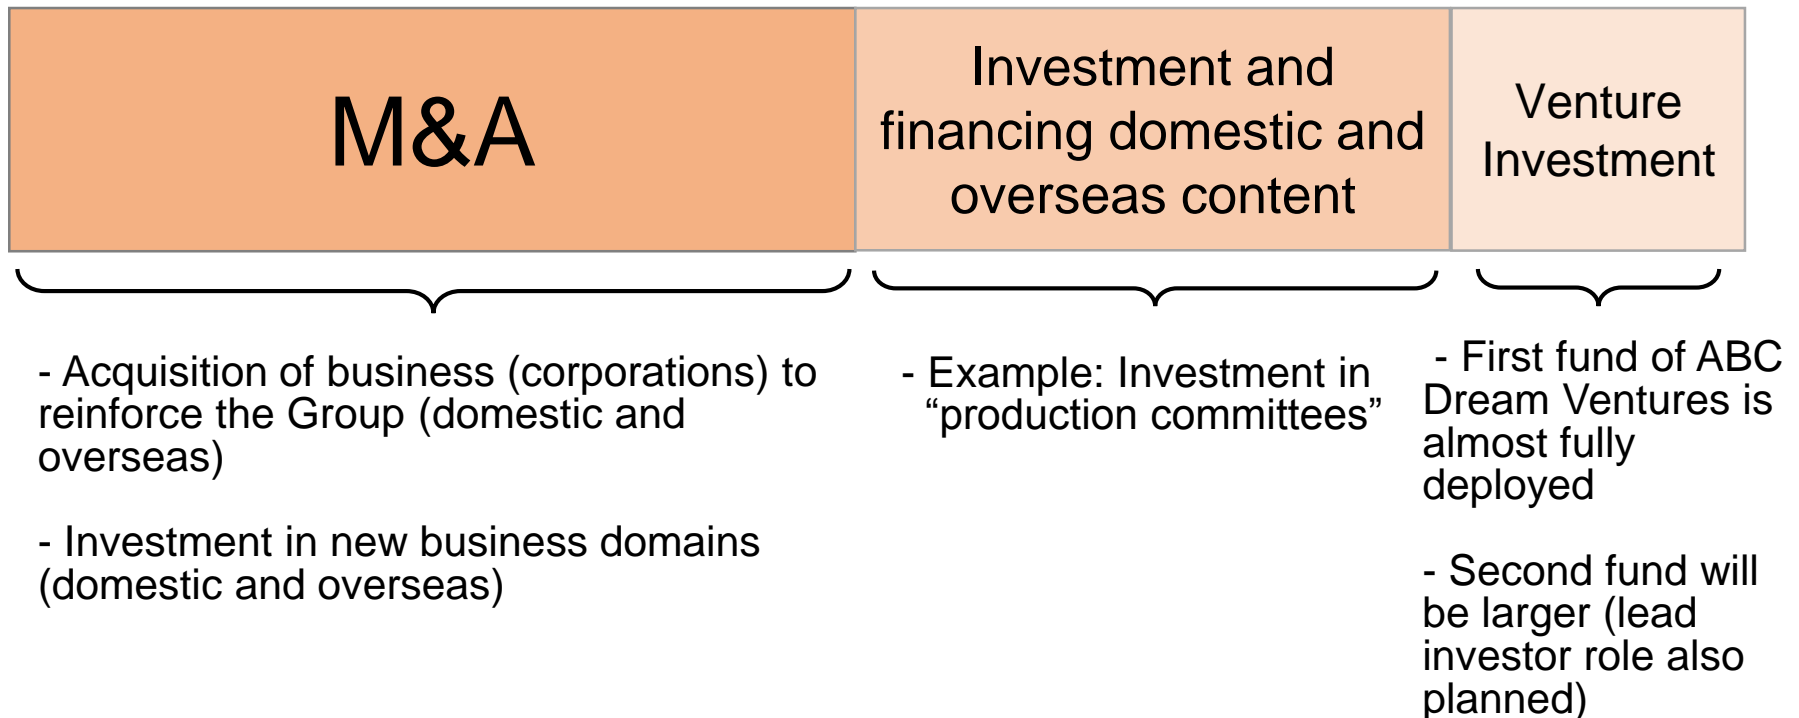 M&A
Investment and
financing domestic and
overseas content
Venture
Investment
- Acquisition of business (corporations) to
reinforce the Group (domestic and
overseas)
- Investment in new business domains
(domestic and overseas)
- Example: Investment in
“production committees”
- First fund of ABC
Dream Ventures is
almost fully
deployed
- Second fund will
be larger (lead
investor role also
planned)